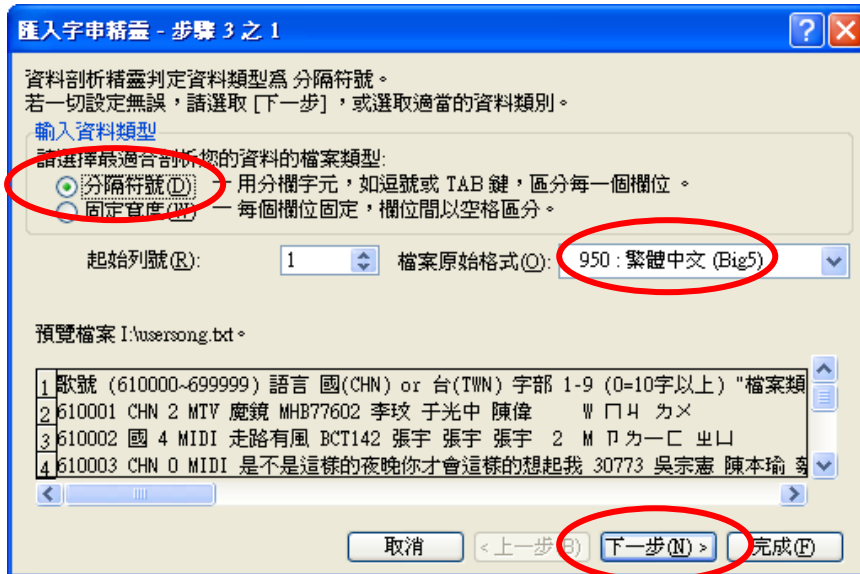 匯入字串精靈 - 步驟 3 之 1
資料剖析精靈判定資料類型為 分隔符號。
若一切設定無誤，請選取 [下一步]，或選取適當的資料類別。
輸入資料類型
請選擇最適合剖析您的資料的檔案類型:
分隔符號(D) — 用分欄字元，如逗號或 TAB 鍵，區分每一個欄位 。
固定寬度(W) — 每個欄位固定，欄位間以空格區分。
起始列號(R): 1 檔案原始格式(O): 950 : 繁體中文 (Big5)
預覽檔案 I:\usersong.txt。
1 歌號 (610000~699999) 語言 國(CHN) or 台(TWN) 字部 1-9 (0=10字以上) "檔案類
2 610001 CHN 2 MTV 魔鏡 MHB77602 李玟 于光中 陳偉 W ㄇㄐ ㄉㄨ
3 610002 國 4 MIDI 走路有風 BCT142 張宇 張宇 張宇 2 M ㄗㄌㄧㄈ ㄓㄩ
4 610003 CHN 0 MIDI 是不是這樣的夜晚你才會這樣的想起我 30773 吳宗憲 陳本瑜
取消 < 上一步(B) 下一步(N) > 完成(F)